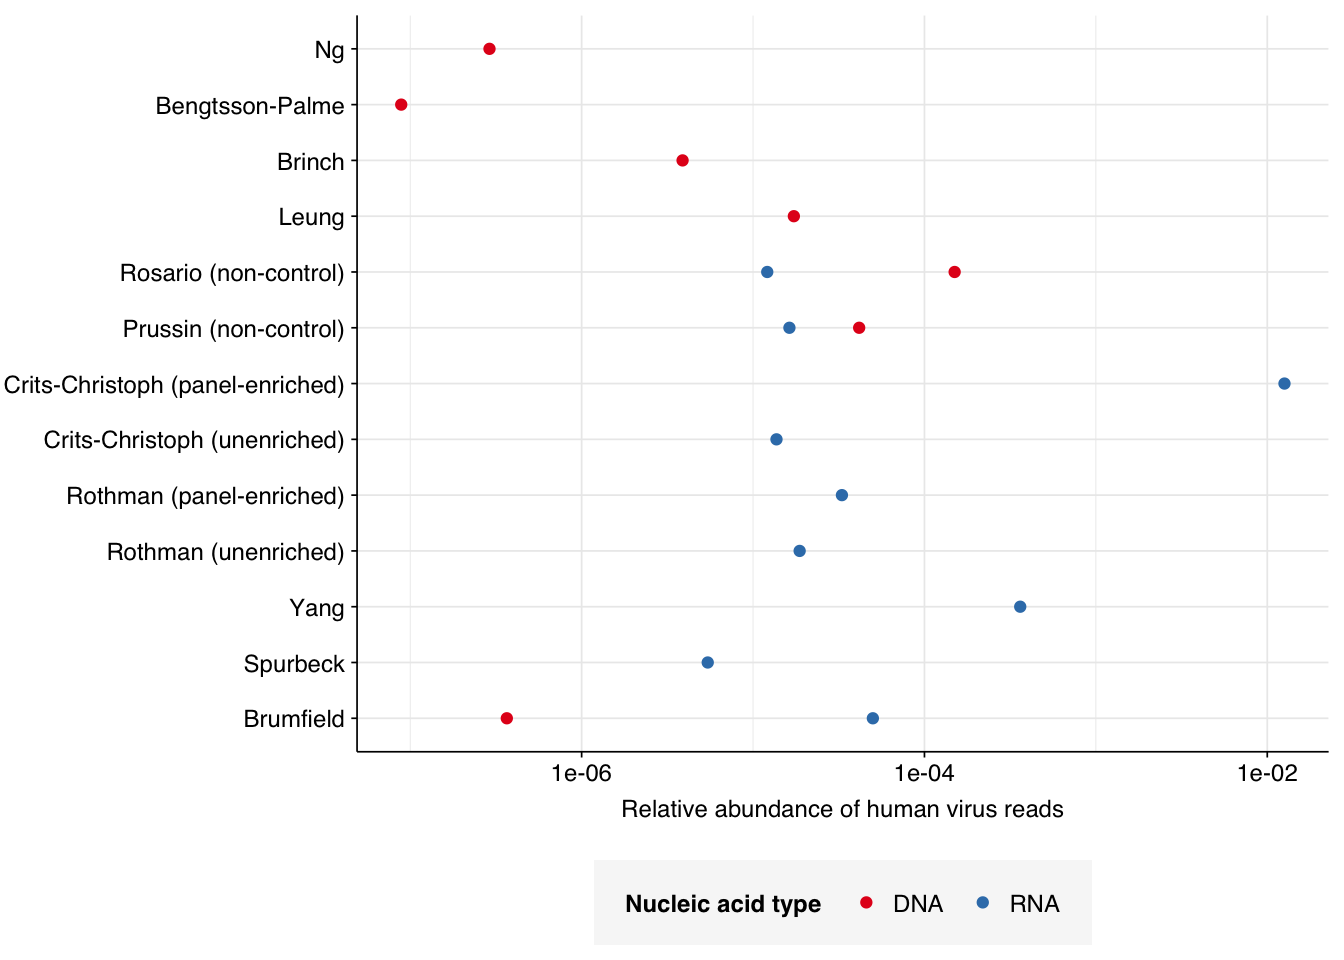 Ng
Bengtsson-Palme
Brinch
Leung
Rosario (non-control)
Prussin (non-control)
Crits-Christoph (panel-enriched)
Crits-Christoph (unenriched)
Rothman (panel-enriched)
Rothman (unenriched)
Yang
Spurbeck
Brumfield
1e-06 1e-04 1e-02
Relative abundance of human virus reads
Nucleic acid type DNA RNA